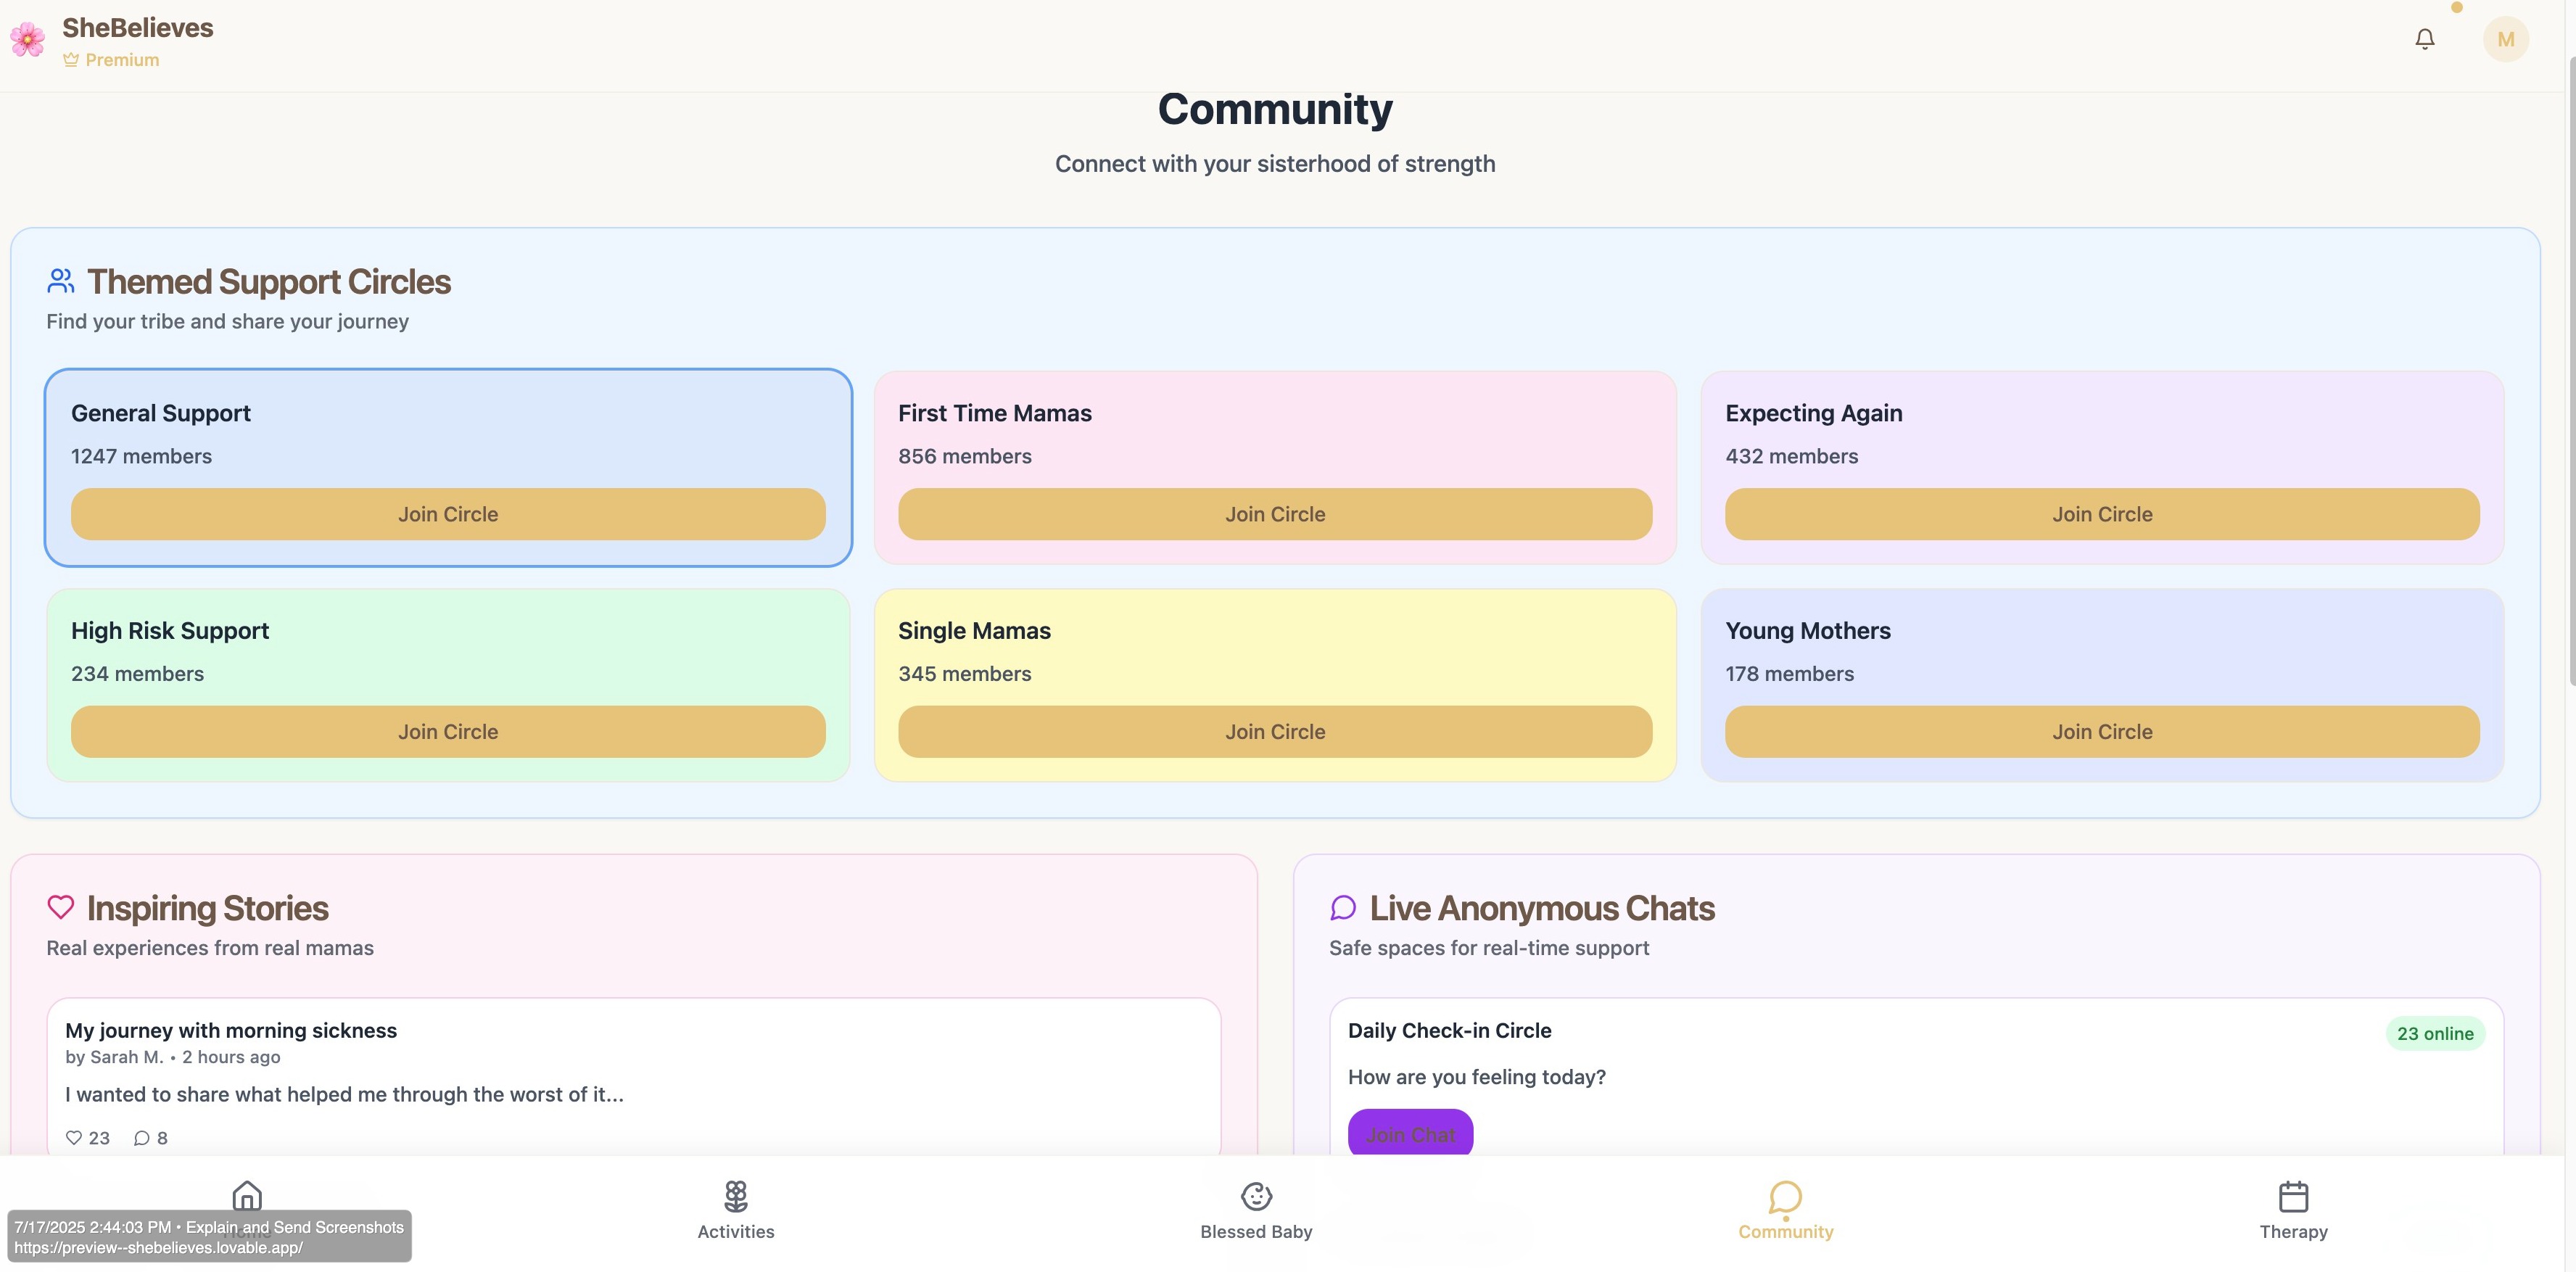 SheBelieves
Premium
M
Community
Connect with your sisterhood of strength
Themed Support Circles
Find your tribe and share your journey
General Support
1247 members
Join Circle
First Time Mamas
856 members
Join Circle
Expecting Again
432 members
Join Circle
High Risk Support
234 members
Join Circle
Single Mamas
345 members
Join Circle
Young Mothers
178 members
Join Circle
Inspiring Stories
Real experiences from real mamas
My journey with morning sickness
by Sarah M. • 2 hours ago
I wanted to share what helped me through the worst of it...
23 8
Live Anonymous Chats
Safe spaces for real-time support
Daily Check-in Circle
23 online
How are you feeling today?
Join Chat
Home
Activities
Blessed Baby
Community
Therapy
7/17/2025 2:44:03 PM • Explain and Send Screenshots
https://preview--shebelieves.lovable.app/